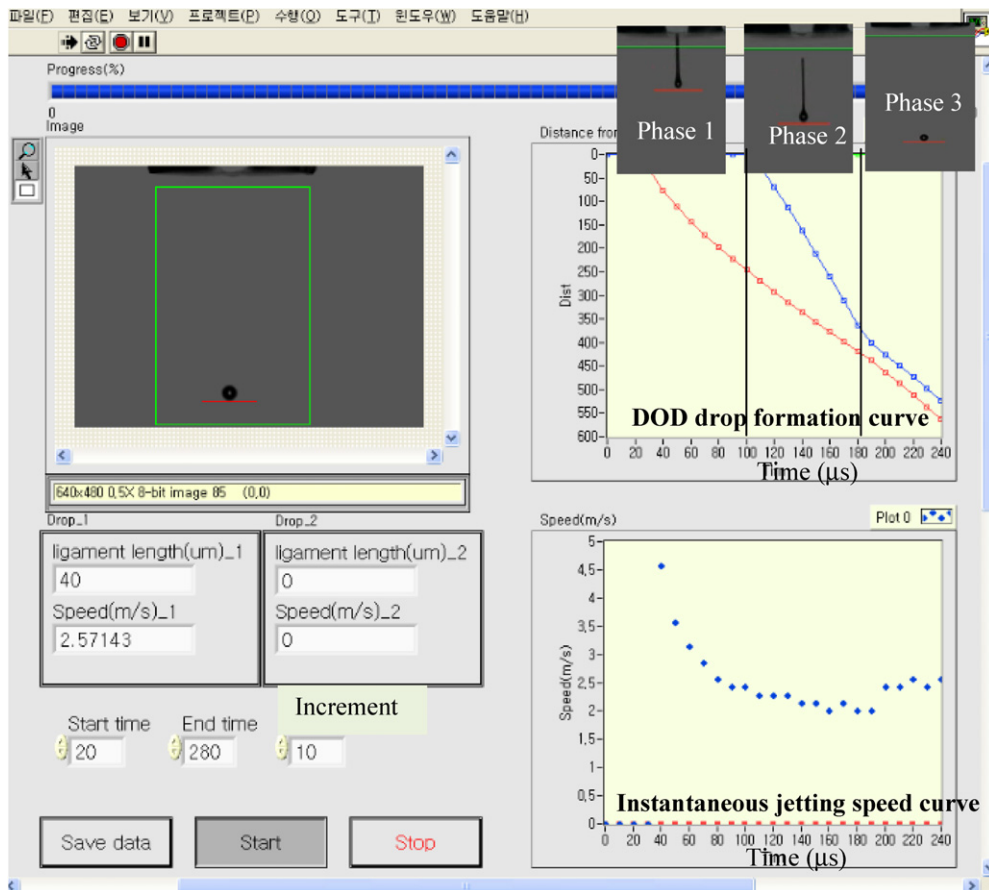 파일(F) 편집(E) 보기(V) 프로젝트(P) 수행(O) 도구(T) 윈도우(W) 도움말(H)
Progress(%)
0
Image
640x480 0,5X 8-bit image 85 (0,0)
Drop_1
ligament length(um)_1
40
Speed(m/s)_1
2.57143
Drop_2
ligament length(um)_2
0
Speed(m/s)_2
0
Increment
Start time
20
End time
280
10
Save data
Start
Stop
Phase 1
Phase 2
Phase 3
Distance from
Dist
0
50
100
150
200
250
300
350
400
450
500
550
600
DOD drop formation curve
0 20 40 60 80 100 120 140 160 180 200 220 240
Time (μs)
Speed(m/s)
Plot 0
Speed(m/s)
5
4,5
4
3,5
3
2,5
2
1,5
1
0,5
0
Instantaneous jetting speed curve
0 20 40 60 80 100 120 140 160 180 200 220 240
Time (μs)